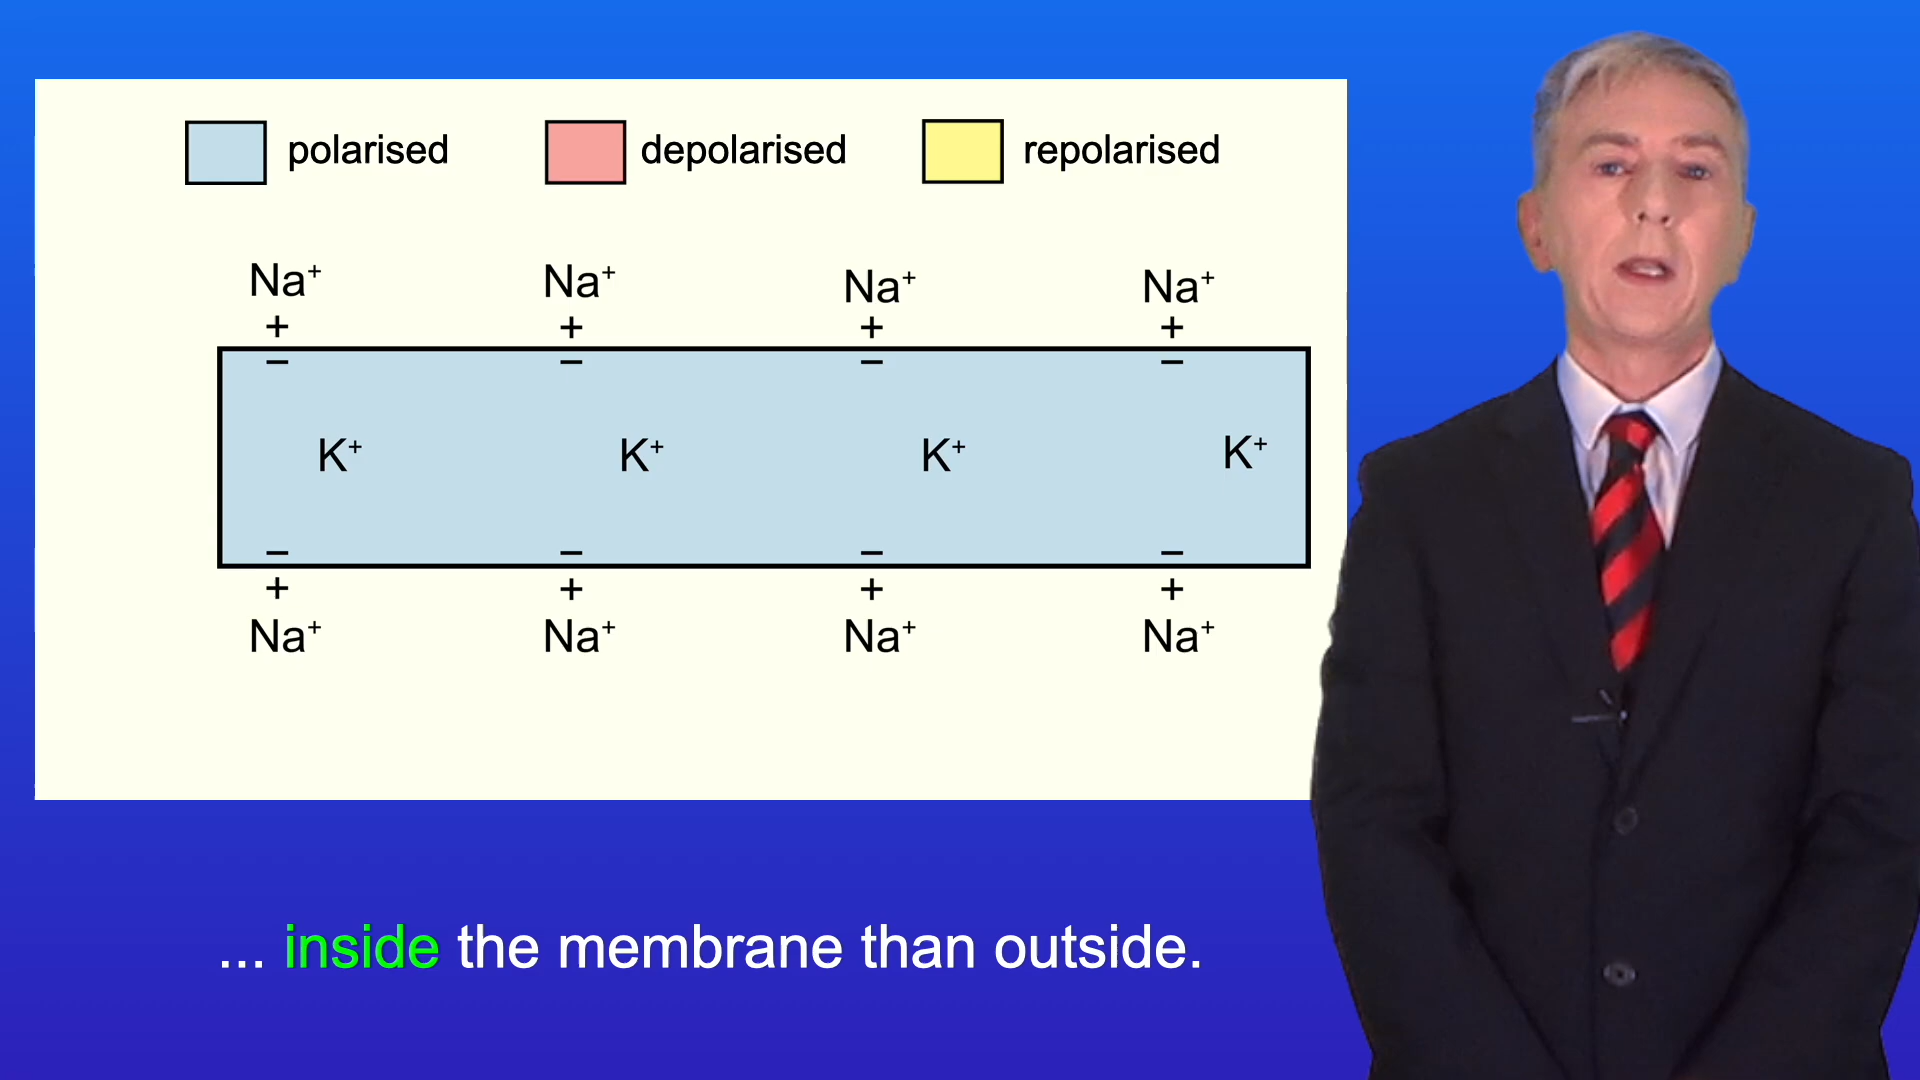 polarised depolarised repolarised
Na⁺ Na⁺ Na⁺ Na⁺
+ + + +
− − − −
K⁺ K⁺ K⁺ K⁺
− − − −
+ + + +
Na⁺ Na⁺ Na⁺ Na⁺
... inside the membrane than outside.